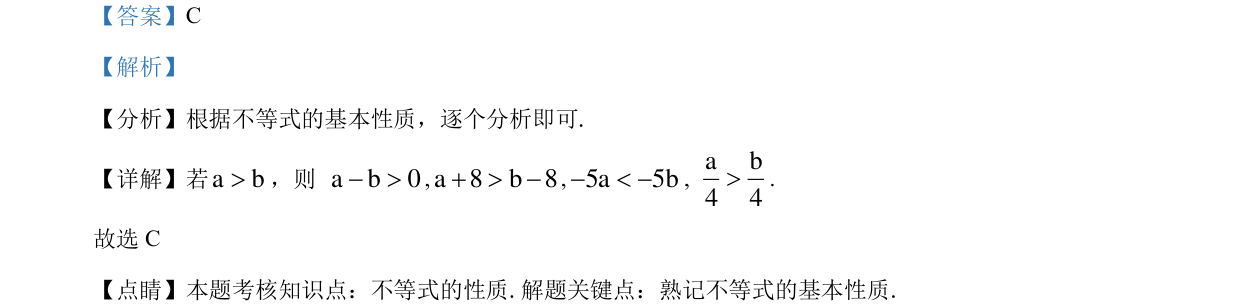 【答案】C
【解析】
【分析】根据不等式的基本性质，逐个分析即可.
【详解】若 a > b ，则 a − b > 0, a + 8 > b − 8, −5a < −5b , a/4 > b/4 .
故选 C
【点睛】本题考核知识点：不等式的性质. 解题关键点：熟记不等式的基本性质.